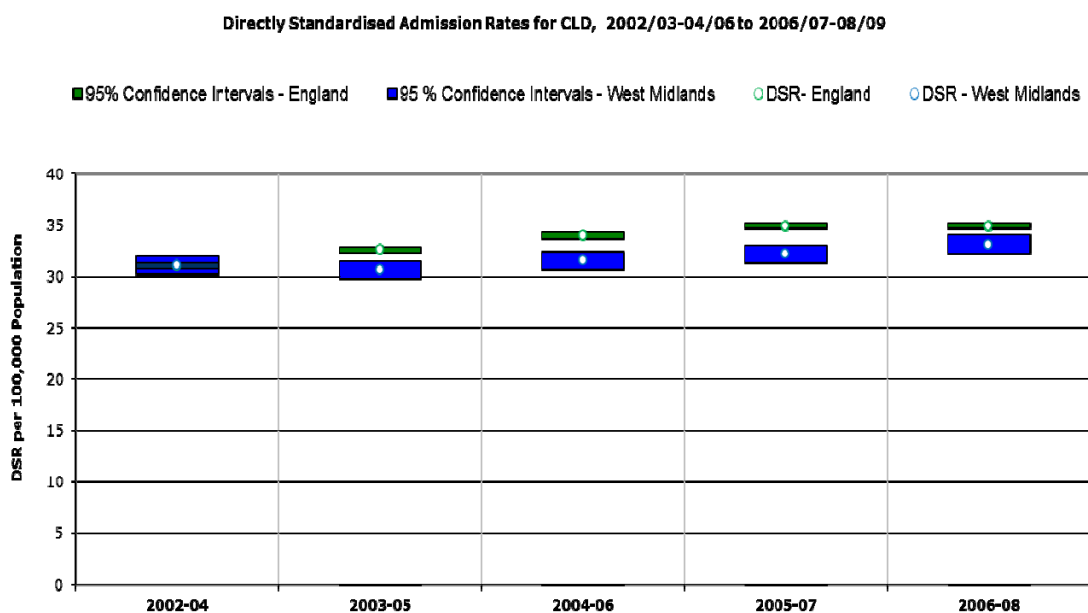 Directly Standardised Admission Rates for CLD, 2002/03-04/06 to 2006/07-08/09
95% Confidence Intervals - England
95 % Confidence Intervals - West Midlands
DSR- England
DSR - West Midlands
DSR per 100,000 Population
40
35
30
25
20
15
10
5
0
2002-04
2003-05
2004-06
2005-07
2006-08